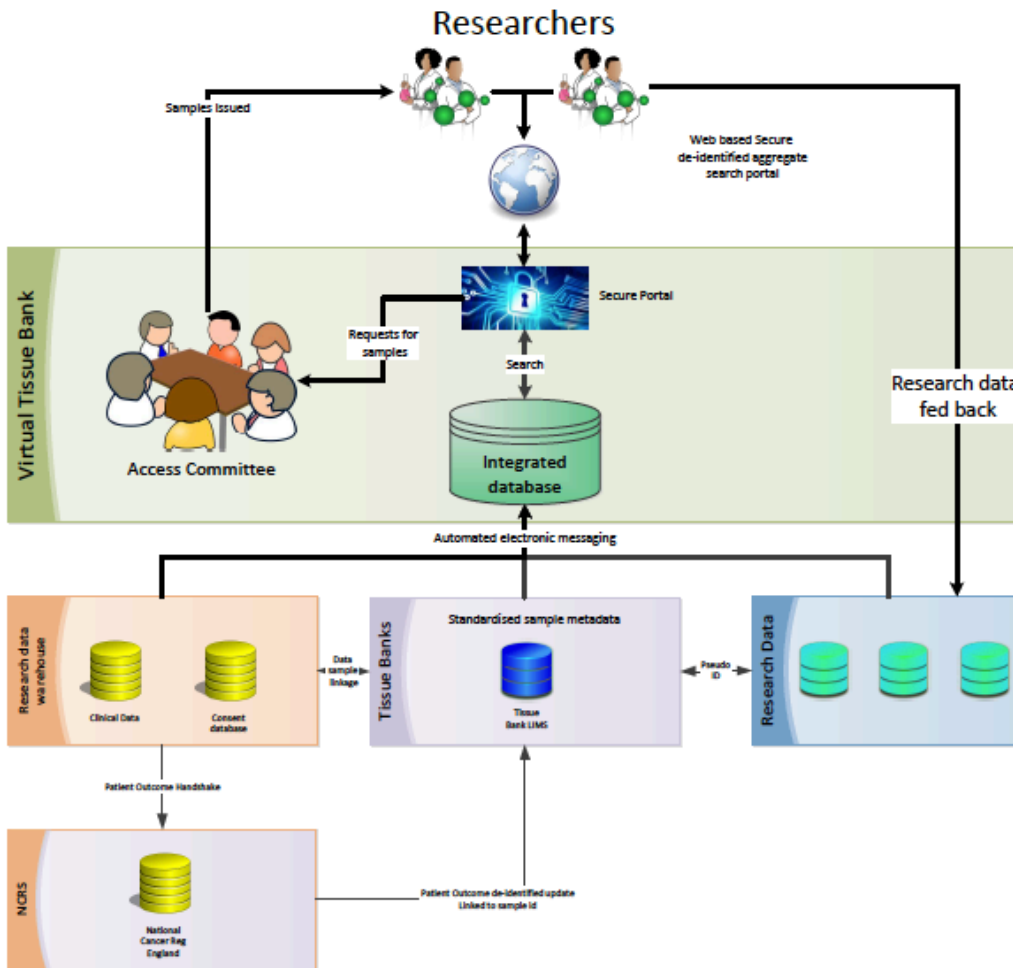 Researchers
Samples Issued
Web based Secure
de-identified aggregate
search portal
Virtual Tissue Bank
Secure Portal
Requests for
samples
Search
Research data
fed back
Access Committee
Integrated
database
Automated electronic messaging
Research data
warehouse
Clinical Data
Consent
database
Data
sample
linkage
Tissue Banks
Standardised sample metadata
Tissue
Bank LIMS
Pseudo
ID
Research Data
Patient Outcome Handshake
NCRS
National
Cancer Reg
England
Patient Outcome de-identified update
Linked to sample id